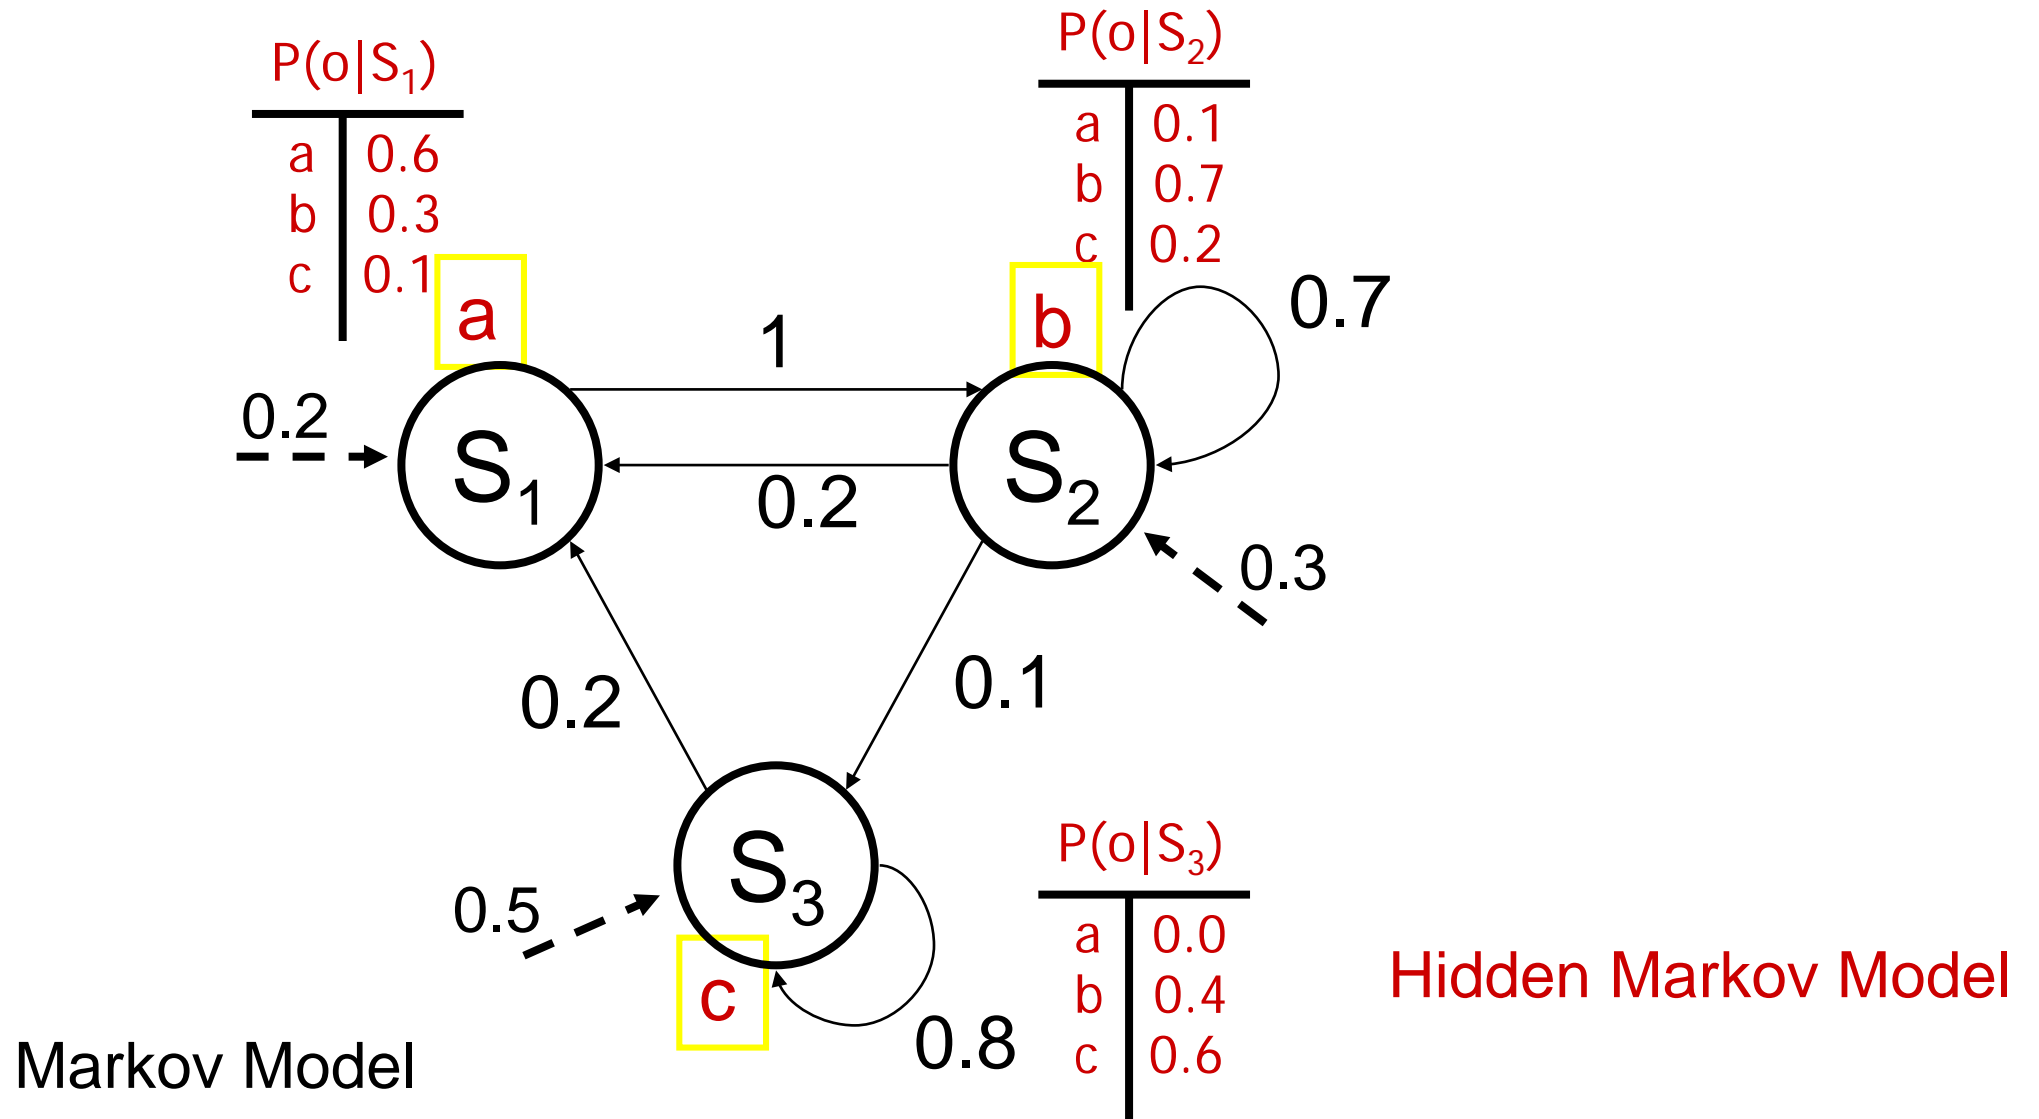 P(o|S₁)
a 0.6
b 0.3
c 0.1
P(o|S₂)
a 0.1
b 0.7
c 0.2
a
b
1
0.7
0.2
S₁
S₂
0.2
0.3
0.2
0.1
S₃
0.5
c
0.8
P(o|S₃)
a 0.0
b 0.4
c 0.6
Hidden Markov Model
Markov Model